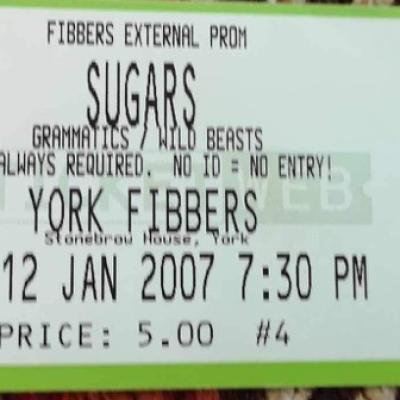 FIBBERS EXTERNAL PROM
SUGARS
GRAMMATICS / WILD BEASTS
ALWAYS REQUIRED. NO ID = NO ENTRY!
YORK FIBBERS
Stonebow House, York
12 JAN 2007 7:30 PM
PRICE: 5.00 #4